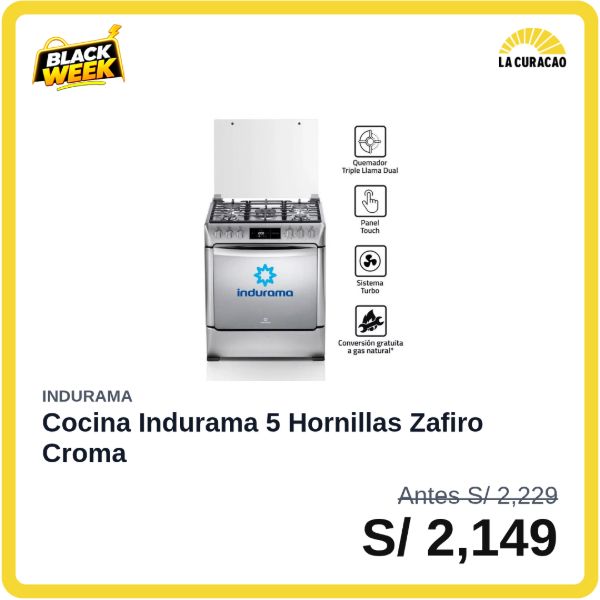 BLACK
WEEK
LA CURACAO
Quemador
Triple Llama Dual
Panel
Touch
Sistema
Turbo
Conversión gratuita
a gas natural*
indurama
INDURAMA
Cocina Indurama 5 Hornillas Zafiro
Croma
Antes S/ 2,229
S/ 2,149